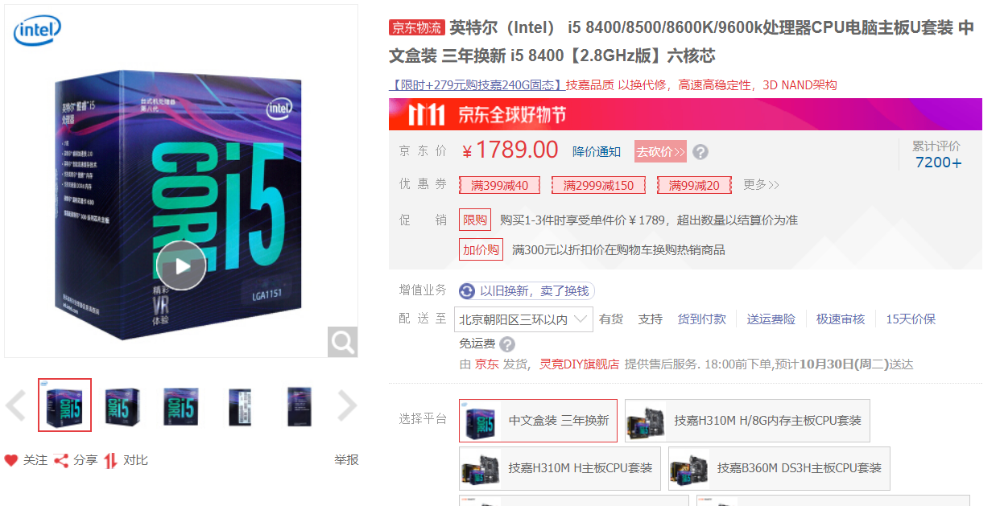 intel
英特尔® 酷睿™ i5
处理器
台式机处理器
第八代
intel
CORE i5
精彩
VR
体验
LGA1151
关注 分享 对比 举报
京东物流 英特尔（Intel） i5 8400/8500/8600K/9600k处理器CPU电脑主板U套装 中
文盒装 三年换新 i5 8400【2.8GHz版】六核芯
【限时+279元购技嘉240G固态】技嘉品质 以换代修，高速高稳定性，3D NAND架构
11.11 京东全球好物节
京 东 价 ￥1789.00 降价通知 去砍价>> ?
累计评价
7200+
优 惠 券 满399减40 满2999减150 满99减20 更多>>
促 销 限购 购买1-3件时享受单件价￥1789，超出数量以结算价为准
加价购 满300元以折扣价在购物车换购热销商品
增值业务 以旧换新，卖了换钱
配 送 至 北京朝阳区三环以内 有货 支持 货到付款 送运费险 极速审核 15天价保
免运费 ?
由 京东 发货, 灵竞DIY旗舰店 提供售后服务. 18:00前下单,预计10月30日(周二)送达
选择平台 中文盒装 三年换新 技嘉H310M H/8G内存主板CPU套装
技嘉H310M H主板CPU套装 技嘉B360M DS3H主板CPU套装